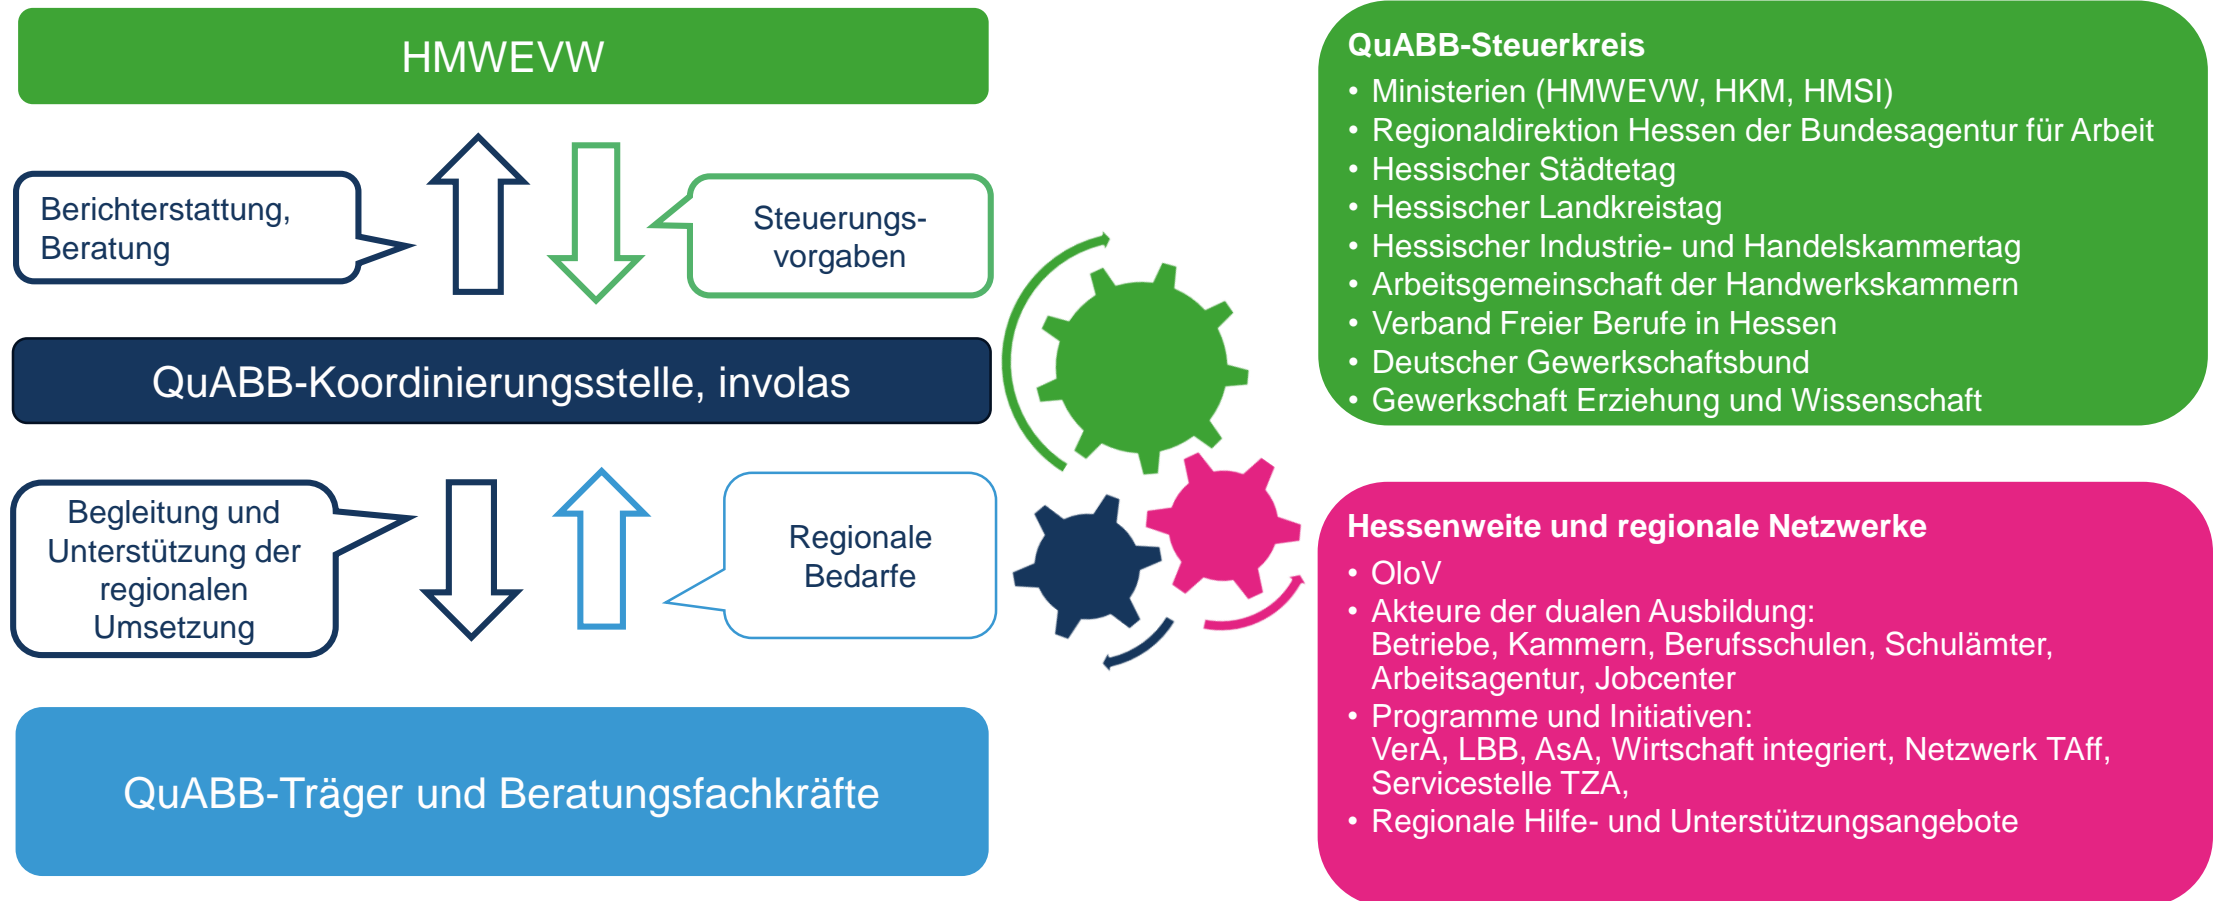 HMWEVW
Berichterstattung,
Beratung
Steuerungs-
vorgaben
QuABB-Koordinierungsstelle, involas
Begleitung und
Unterstützung der
regionalen
Umsetzung
Regionale
Bedarfe
QuABB-Träger und Beratungsfachkräfte
QuABB-Steuerkreis
• Ministerien (HMWEVW, HKM, HMSI)
• Regionaldirektion Hessen der Bundesagentur für Arbeit
• Hessischer Städtetag
• Hessischer Landkreistag
• Hessischer Industrie- und Handelskammertag
• Arbeitsgemeinschaft der Handwerkskammern
• Verband Freier Berufe in Hessen
• Deutscher Gewerkschaftsbund
• Gewerkschaft Erziehung und Wissenschaft
Hessenweite und regionale Netzwerke
• OloV
• Akteure der dualen Ausbildung:
Betriebe, Kammern, Berufsschulen, Schulämter,
Arbeitsagentur, Jobcenter
• Programme und Initiativen:
VerA, LBB, AsA, Wirtschaft integriert, Netzwerk TAff,
Servicestelle TZA,
• Regionale Hilfe- und Unterstützungsangebote